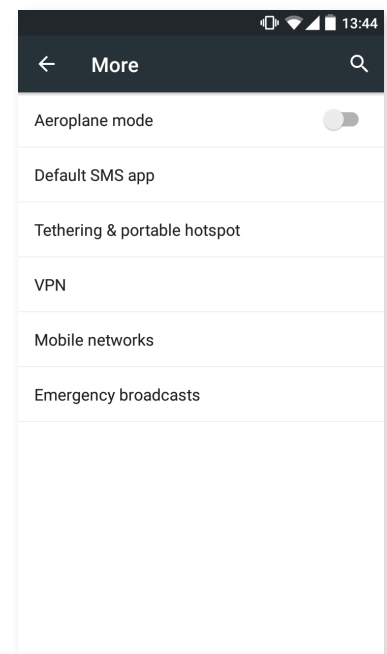 13:44
More
Aeroplane mode
Default SMS app
Tethering & portable hotspot
VPN
Mobile networks
Emergency broadcasts